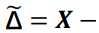 Δ̃ = X −